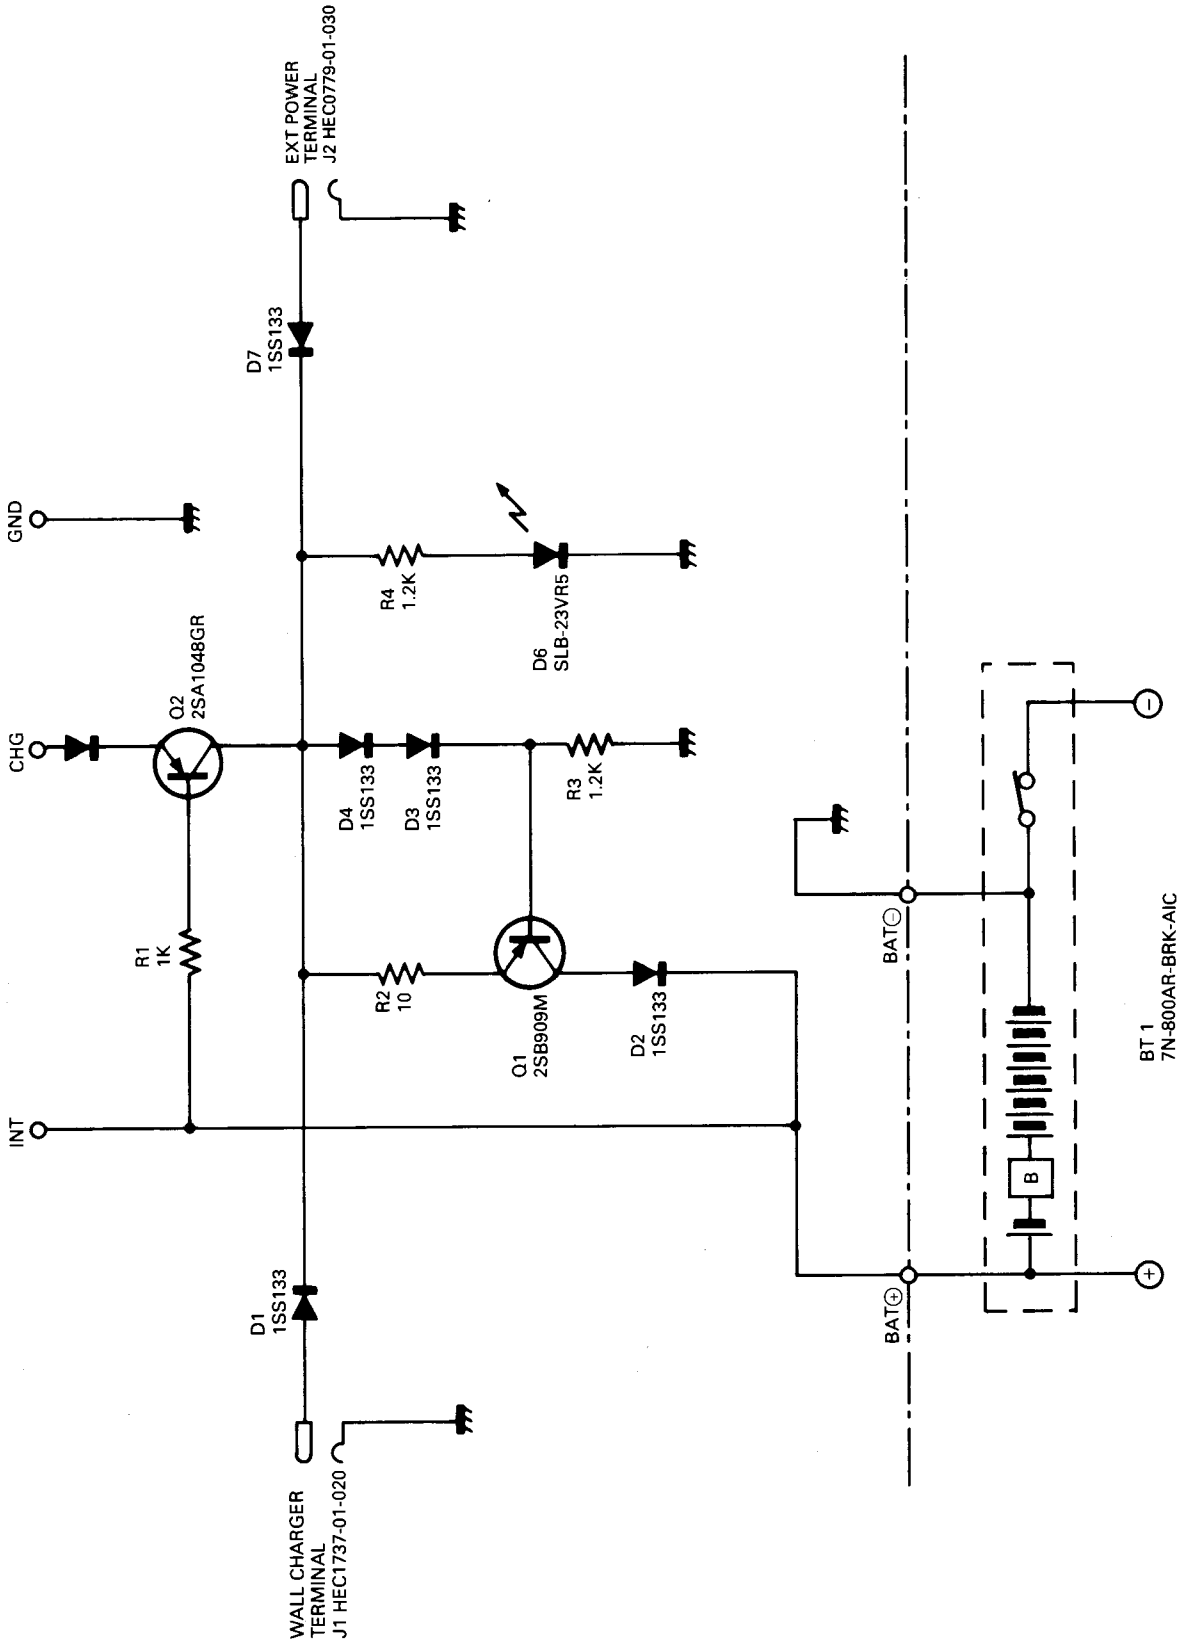 WALL CHARGER
TERMINAL
J1 HEC1737-01-020
D1
1SS133
INT
R1
1K
CHG
Q2
2SA1048GR
GND
D7
1SS133
EXT POWER
TERMINAL
J2 HEC0779-01-030
R2
10
Q1
2SB909M
D2
1SS133
D4
1SS133
D3
1SS133
R3
1.2K
R4
1.2K
D6
SLB-23VR5
BAT⊕
BAT⊖
B
+
−
BT 1
7N-800AR-BRK-AIC